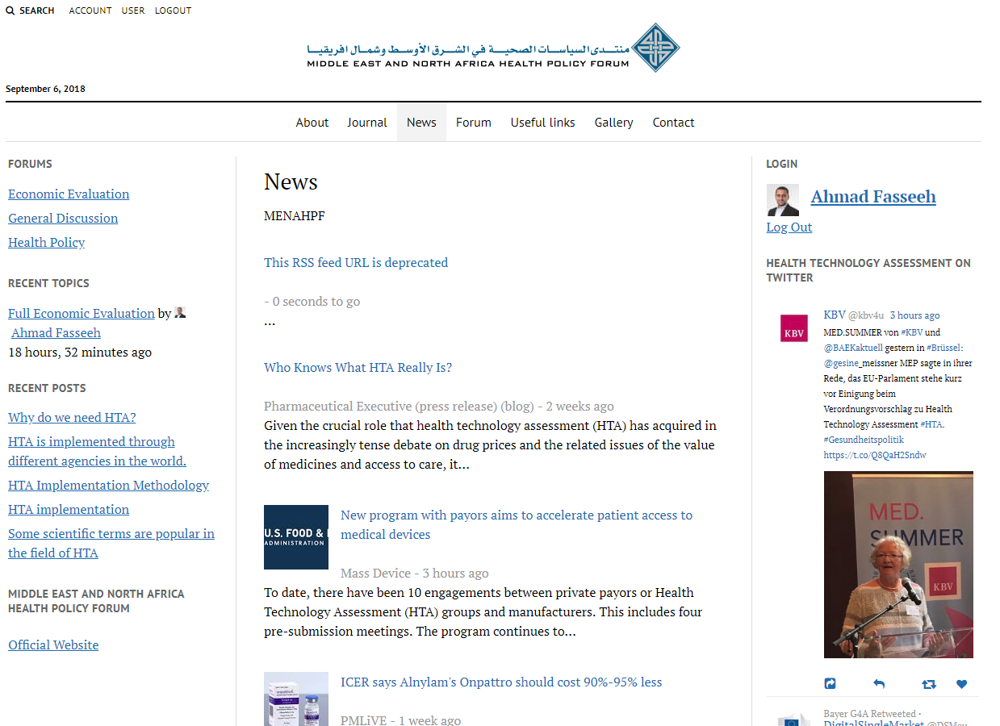 SEARCH ACCOUNT USER LOGOUT
منتدى السياسات الصحية في الشرق الأوسط وشمال افريقيا
MIDDLE EAST AND NORTH AFRICA HEALTH POLICY FORUM
September 6, 2018
About Journal News Forum Useful links Gallery Contact
FORUMS
Economic Evaluation
General Discussion
Health Policy
RECENT TOPICS
Full Economic Evaluation by
Ahmad Fasseeh
18 hours, 32 minutes ago
RECENT POSTS
Why do we need HTA?
HTA is implemented through
different agencies in the world.
HTA Implementation Methodology
HTA implementation
Some scientific terms are popular in
the field of HTA
MIDDLE EAST AND NORTH AFRICA
HEALTH POLICY FORUM
Official Website
News
MENAHPF
This RSS feed URL is deprecated
- 0 seconds to go
...
Who Knows What HTA Really Is?
Pharmaceutical Executive (press release) (blog) - 2 weeks ago
Given the crucial role that health technology assessment (HTA) has acquired in
the increasingly tense debate on drug prices and the related issues of the value
of medicines and access to care, it...
U.S. FOOD &
ADMINISTRATION
New program with payors aims to accelerate patient access to
medical devices
Mass Device - 3 hours ago
To date, there have been 10 engagements between private payors or Health
Technology Assessment (HTA) groups and manufacturers. This includes four
pre-submission meetings. The program continues to...
onpattro
ICER says Alnylam's Onpattro should cost 90%-95% less
PMLiVE - 1 week ago
LOGIN
Ahmad Fasseeh
Log Out
HEALTH TECHNOLOGY ASSESSMENT ON
TWITTER
KBV
KBV @kbv4u 3 hours ago
MED.SUMMER von #KBV und
@BAEKaktuell gestern in #Brüssel:
@gesine_meissner MEP sagte in ihrer
Rede, das EU-Parlament stehe kurz
vor Einigung beim
Verordnungsvorschlag zu Health
Technology Assessment #HTA.
#Gesundheitspolitik
https://t.co/Q8QaH2Sndw
MED.
SUMMER
KBV
Bayer G4A Retweeted ·
DigitalSingleMarket